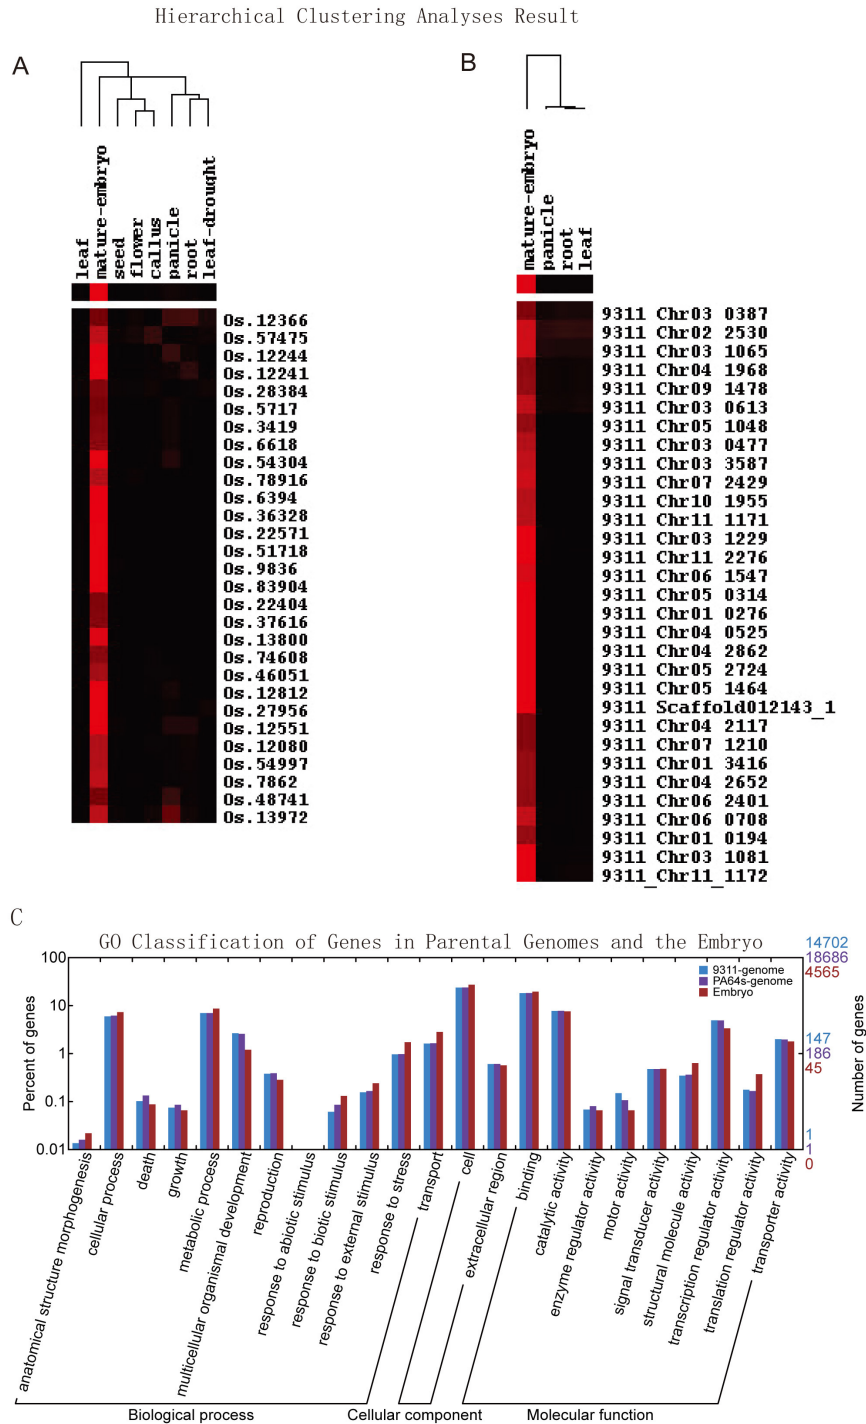 Hierarchical Clustering Analyses Result
A
leaf
mature-embryo
seed
flower
callus
panicle
root
leaf-drought
Os.12366
Os.57475
Os.12244
Os.12241
Os.28384
Os.5717
Os.3419
Os.6618
Os.54304
Os.78916
Os.6394
Os.36328
Os.22571
Os.51718
Os.9836
Os.83904
Os.22404
Os.37616
Os.13800
Os.74608
Os.46051
Os.12812
Os.27956
Os.12551
Os.12080
Os.54997
Os.7862
Os.48741
Os.13972
B
mature-embryo
panicle
root
leaf
9311 Chr03 0387
9311 Chr02 2530
9311 Chr03 1065
9311 Chr04 1968
9311 Chr09 1478
9311 Chr03 0613
9311 Chr05 1048
9311 Chr03 0477
9311 Chr03 3587
9311 Chr07 2429
9311 Chr10 1955
9311 Chr11 1171
9311 Chr03 1229
9311 Chr11 2276
9311 Chr06 1547
9311 Chr05 0314
9311 Chr01 0276
9311 Chr04 0525
9311 Chr04 2862
9311 Chr05 2724
9311 Chr05 1464
9311 Scaffold012143_1
9311 Chr04 2117
9311 Chr07 1210
9311 Chr01 3416
9311 Chr04 2652
9311 Chr06 2401
9311 Chr06 0708
9311 Chr01 0194
9311 Chr03 1081
9311_Chr11_1172
C
GO Classification of Genes in Parental Genomes and the Embryo
Percent of genes
100
10
1
0.1
0.01
9311-genome
PA64s-genome
Embryo
14702
18686
4565
147
186
45
1
1
0
Number of genes
anatomical structure morphogenesis
cellular process
death
growth
metabolic process
multicellular organismal development
reproduction
response to abiotic stimulus
response to biotic stimulus
response to external stimulus
response to stress
transport
cell
extracellular region
binding
catalytic activity
enzyme regulator activity
motor activity
signal transducer activity
structural molecule activity
transcription regulator activity
translation regulator activity
transporter activity
Biological process
Cellular component
Molecular function